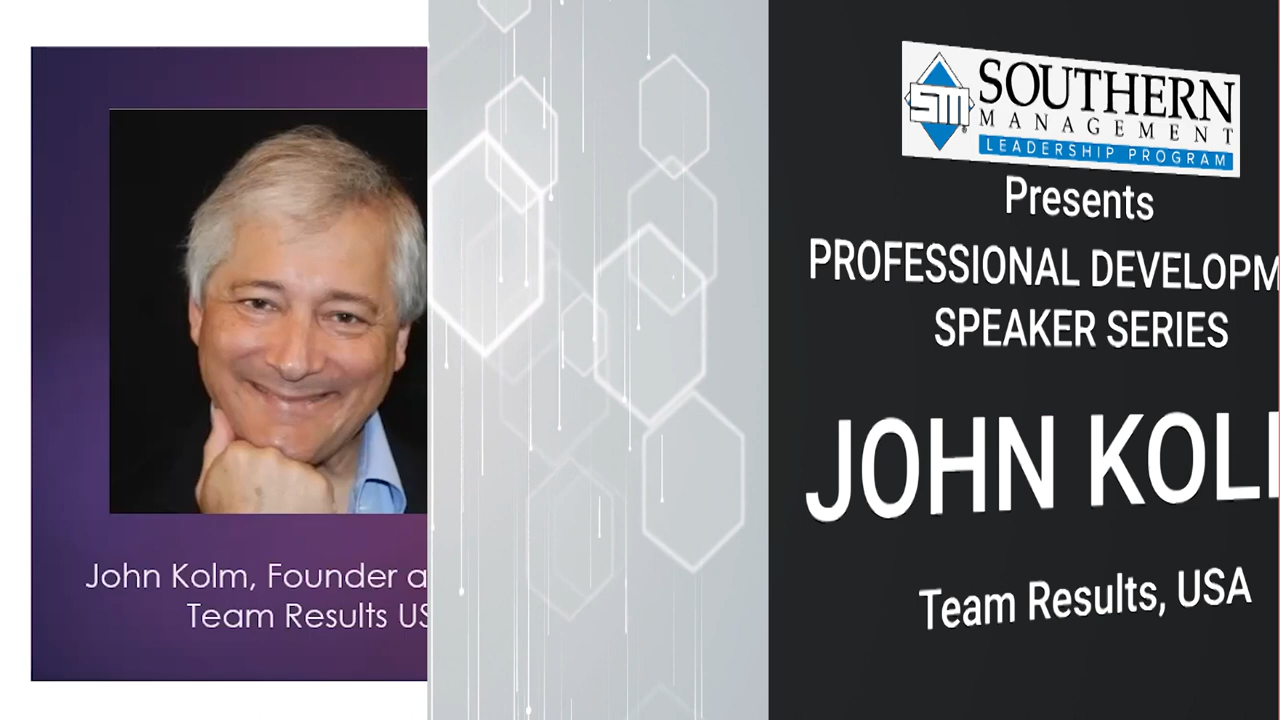 John Kolm, Founder a
Team Results US
SOUTHERN
MANAGEMENT
LEADERSHIP PROGRAM
Presents
PROFESSIONAL DEVELOPM
SPEAKER SERIES
JOHN KOL
Team Results, USA